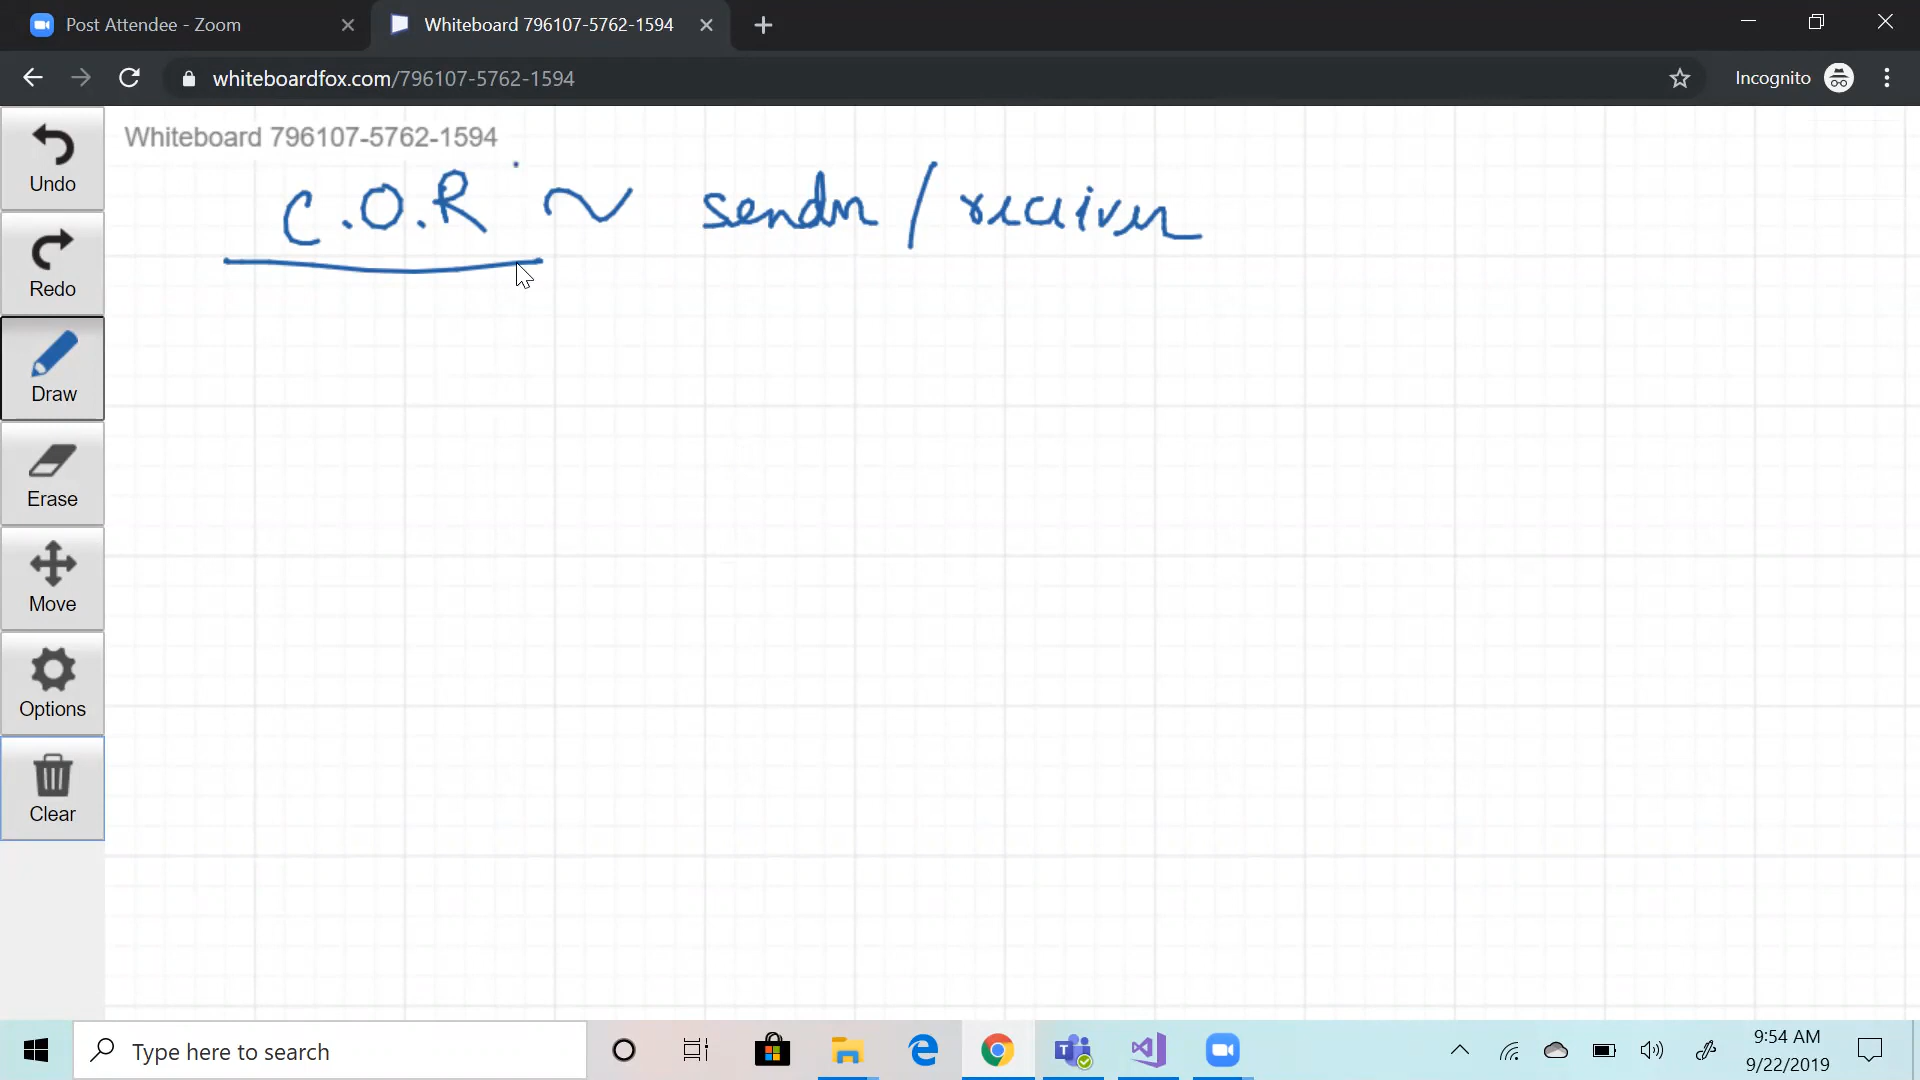 Post Attendee - Zoom
Whiteboard 796107-5762-1594
whiteboardfox.com/796107-5762-1594
Incognito
Whiteboard 796107-5762-1594
C.O.R ~ sender / receiver
Undo
Redo
Draw
Erase
Move
Options
Clear
Type here to search
9:54 AM
9/22/2019